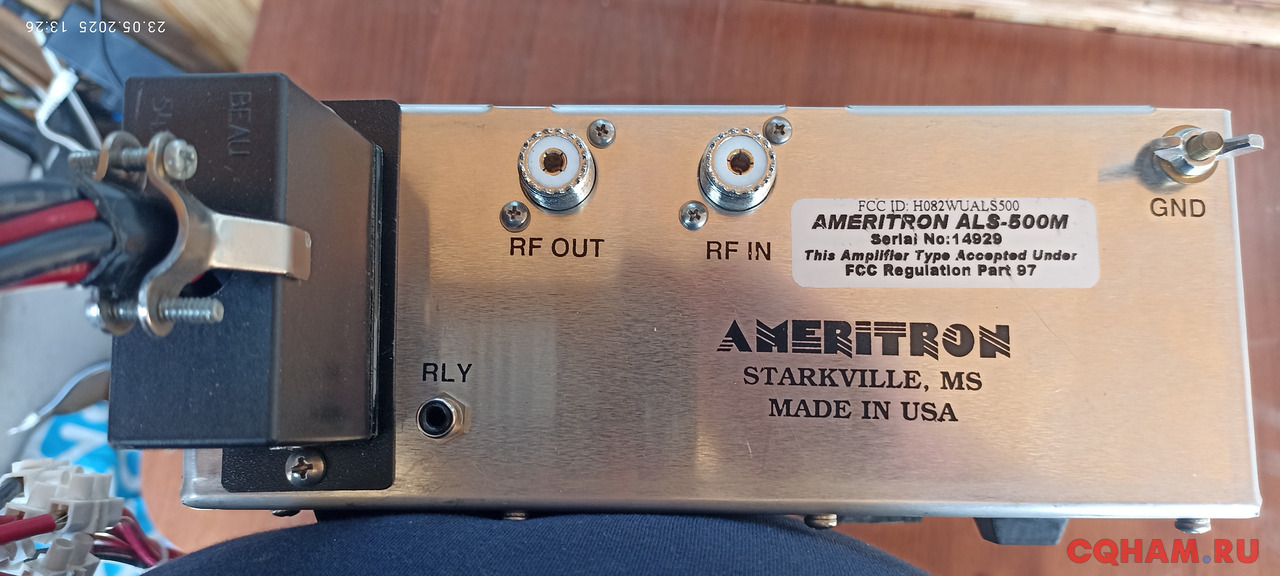 23.05.2025 13:26
BEAU
RF OUT
RF IN
GND
FCC ID: H082WUALS500
AMERITRON ALS-500M
Serial No:14929
This Amplifier Type Accepted Under
FCC Regulation Part 97
AMERITRON
STARKVILLE, MS
MADE IN USA
RLY
CQHAM.RU